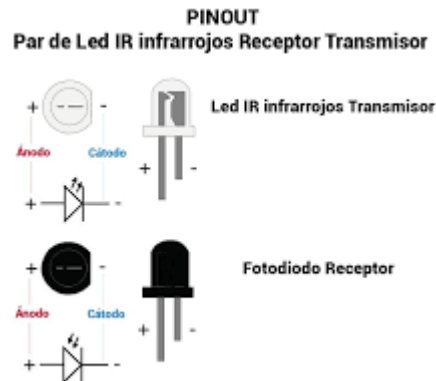 PINOUT
Par de Led IR infrarrojos Receptor Transmisor
Led IR infrarrojos Transmisor
+ -
Ánodo Cátodo
+ -
+ -
Fotodiodo Receptor
+ -
Ánodo Cátodo
+ -
+ -